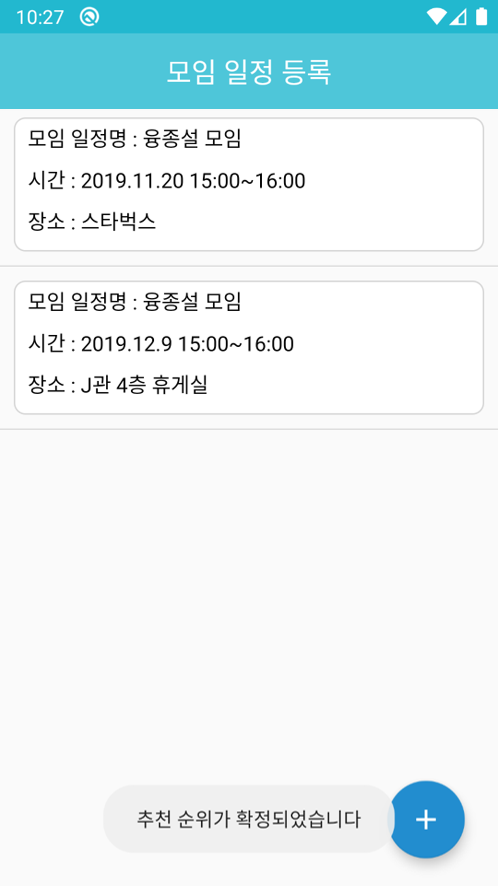 10:27
모임 일정 등록
모임 일정명 : 융종설 모임
시간 : 2019.11.20 15:00~16:00
장소 : 스타벅스
모임 일정명 : 융종설 모임
시간 : 2019.12.9 15:00~16:00
장소 : J관 4층 휴게실
추천 순위가 확정되었습니다
+